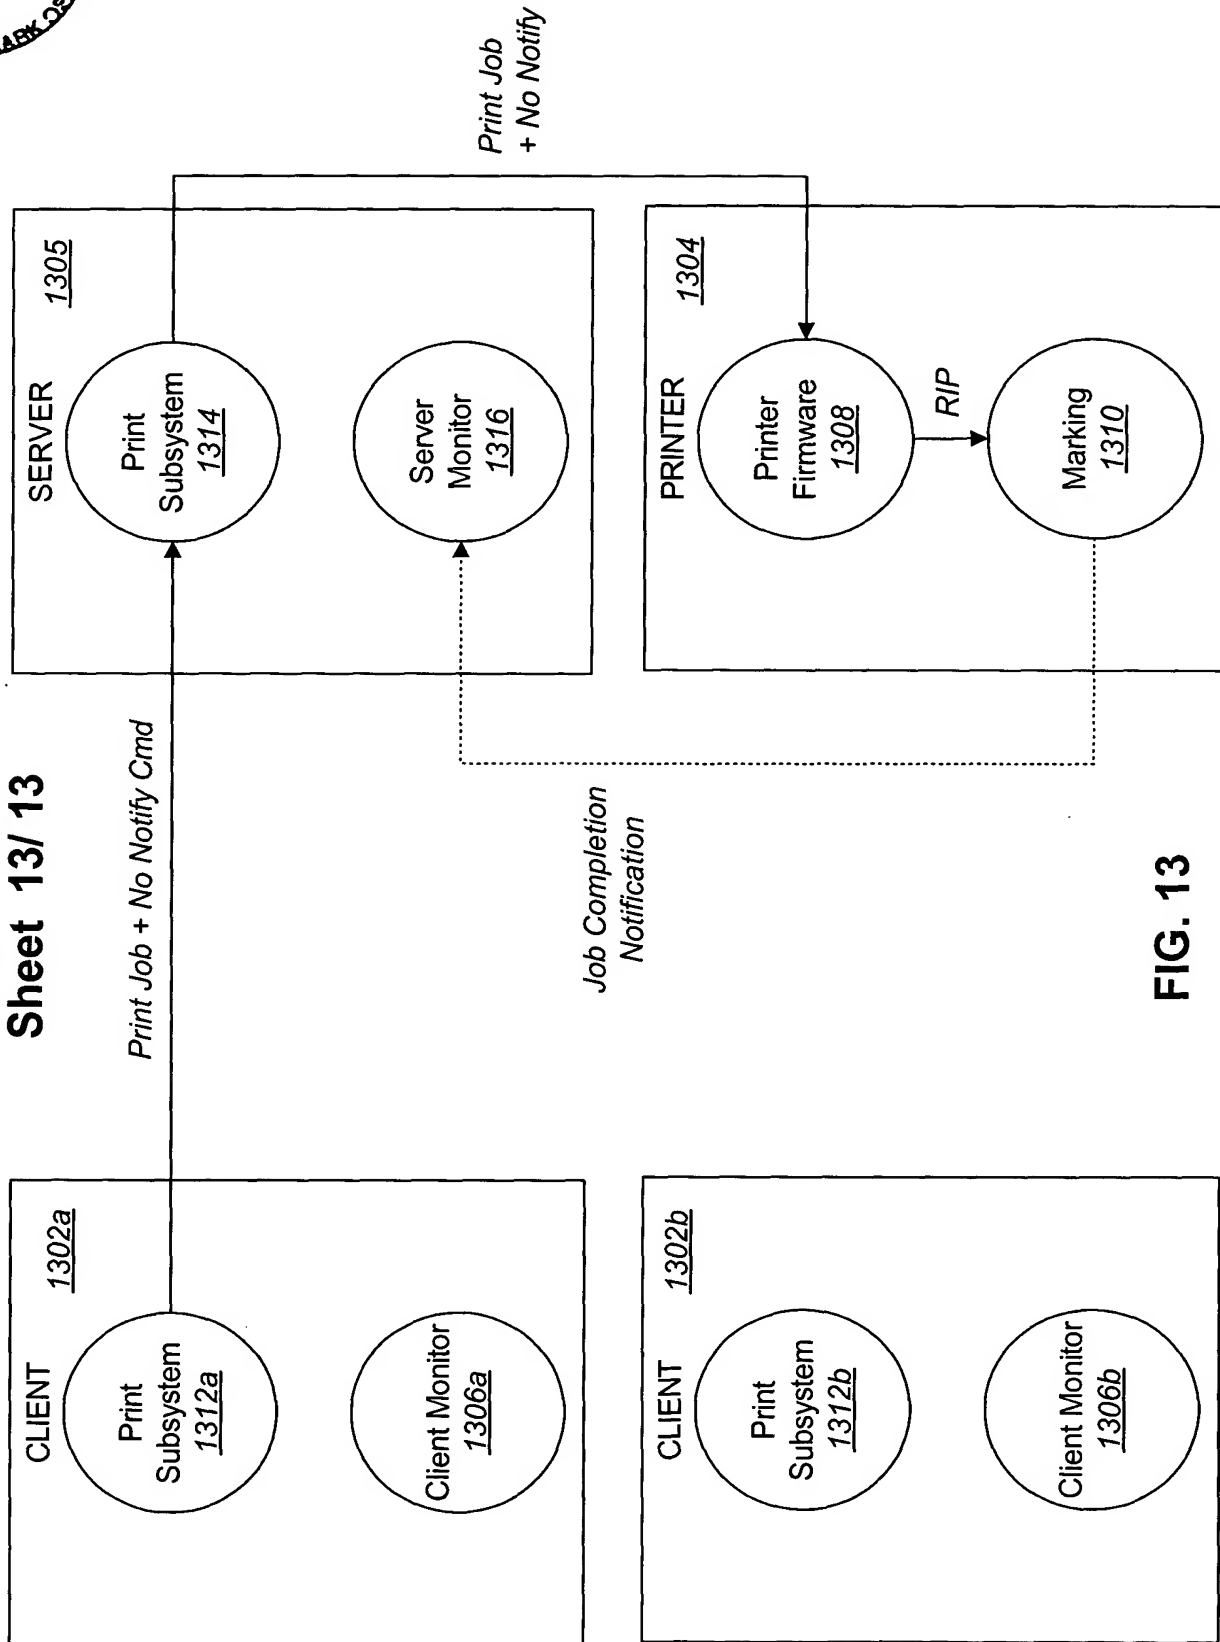 Sheet 13/ 13
CLIENT
1302a
Print
Subsystem
1312a
Client Monitor
1306a
Print Job + No Notify Cmd
SERVER
1305
Print
Subsystem
1314
Server
Monitor
1316
Print Job
+ No Notify
CLIENT
1302b
Print
Subsystem
1312b
Client Monitor
1306b
Job Completion
Notification
PRINTER
1304
Printer
Firmware
1308
RIP
Marking
1310
FIG. 13